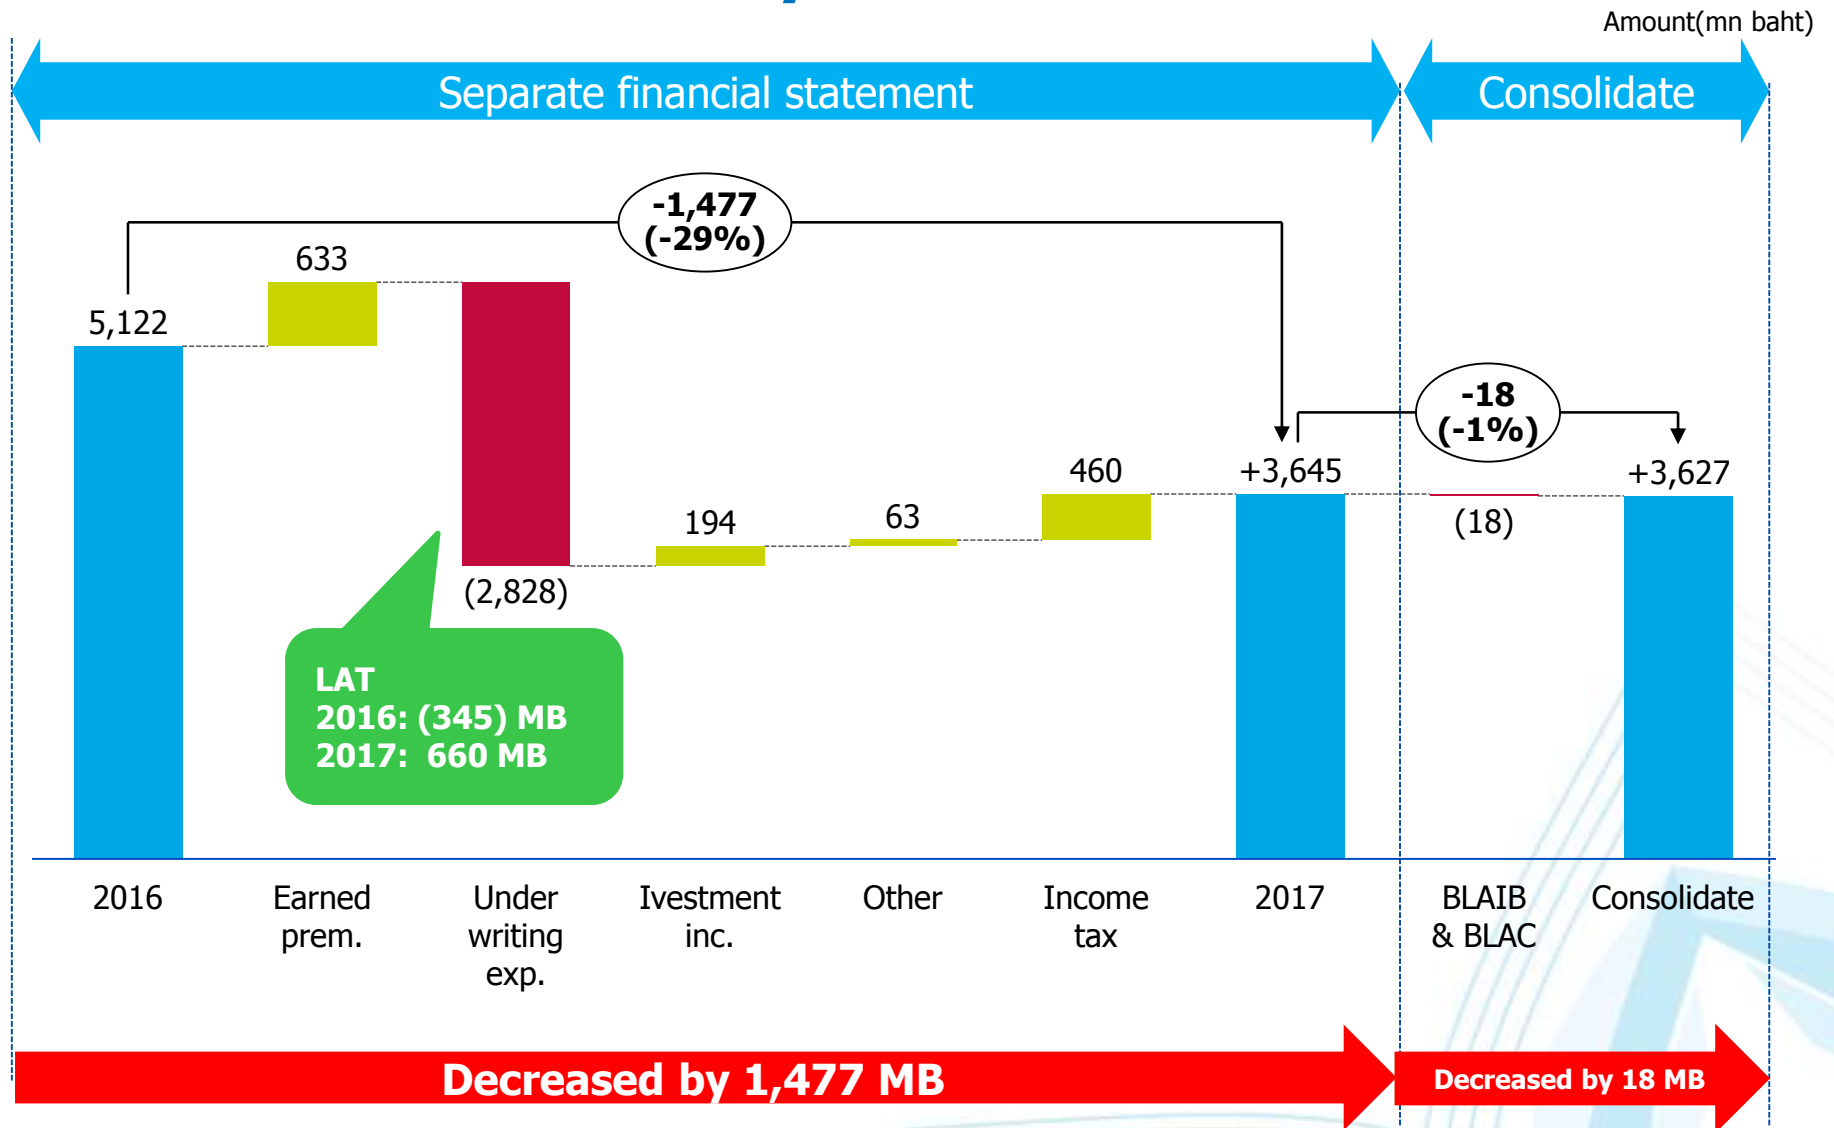 Amount(mn baht)
Separate financial statement
Consolidate
-1,477
(-29%)
633
5,122
-18
(-1%)
460
+3,645
+3,627
194
63
(18)
(2,828)
LAT
2016: (345) MB
2017:  660 MB
2016
Earned
prem.
Under
writing
exp.
Ivestment
inc.
Other
Income
tax
2017
BLAIB
& BLAC
Consolidate
Decreased by 1,477 MB
Decreased by 18 MB